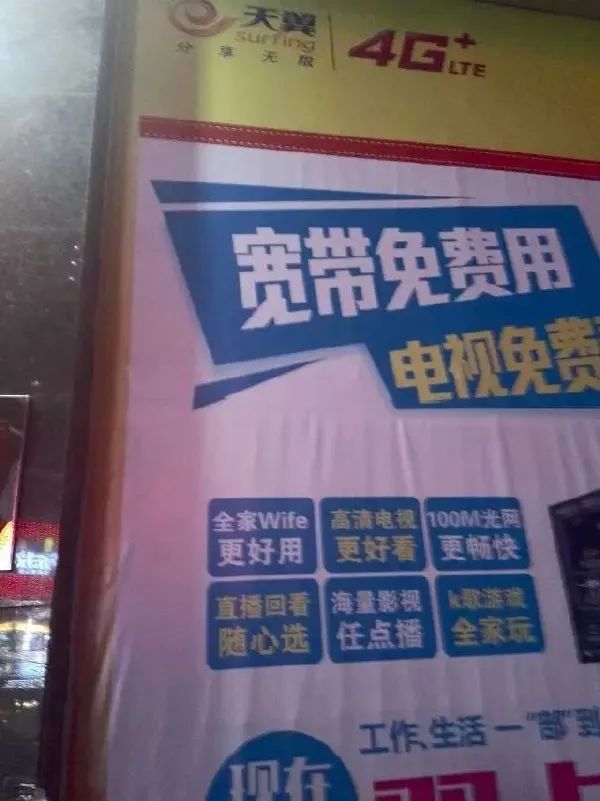 天翼
surfing
分享无限
4G+
LTE
宽带免费用
电视免费
全家Wife
更好用
高清电视
更好看
100M光网
更畅快
直播回看
随心选
海量影视
任点播
k歌游戏
全家玩
工作、生活一“部”到
现在